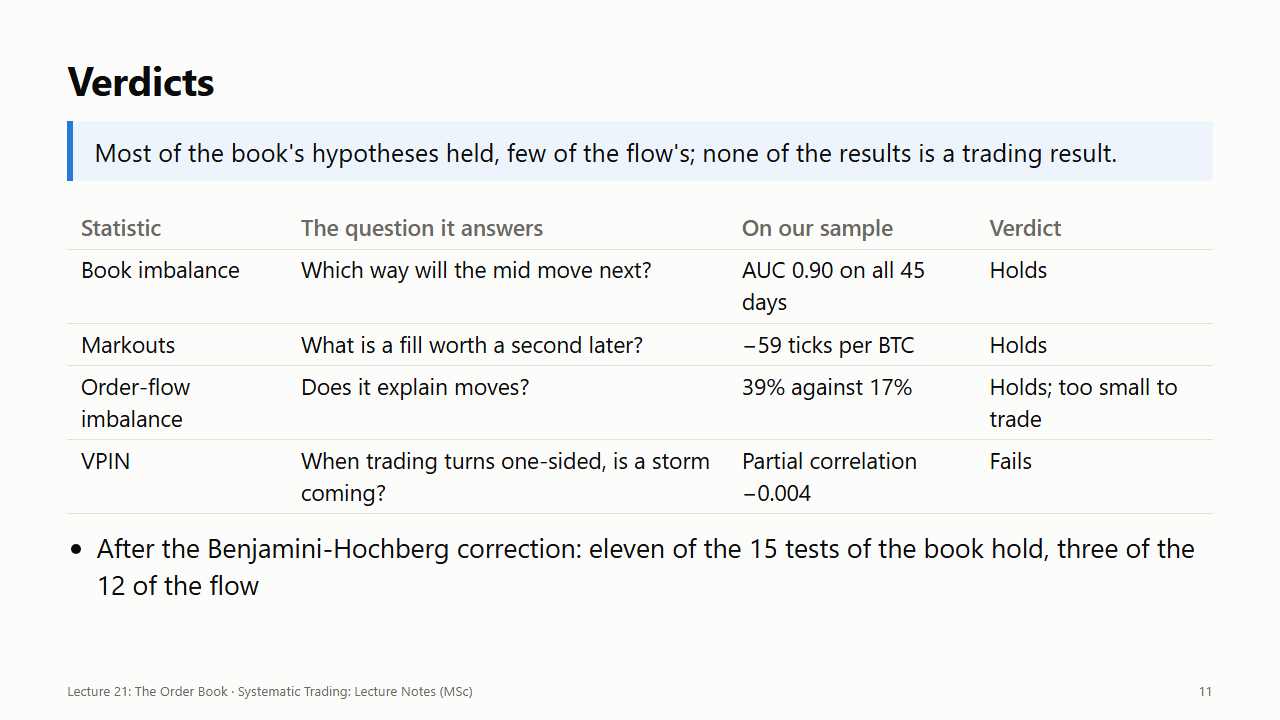 Verdicts
Most of the book's hypotheses held, few of the flow's; none of the results is a trading result.
Statistic The question it answers On our sample Verdict
Book imbalance Which way will the mid move next? AUC 0.90 on all 45 days Holds
Markouts What is a fill worth a second later? −59 ticks per BTC Holds
Order-flow imbalance Does it explain moves? 39% against 17% Holds; too small to trade
VPIN When trading turns one-sided, is a storm coming? Partial correlation −0.004 Fails
• After the Benjamini-Hochberg correction: eleven of the 15 tests of the book hold, three of the
12 of the flow
Lecture 21: The Order Book · Systematic Trading: Lecture Notes (MSc) 11